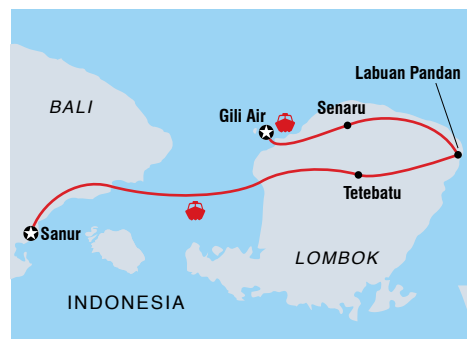 Labuan Pandan
BALI
Gili Air
Senaru
Tetebatu
Sanur
LOMBOK
INDONESIA